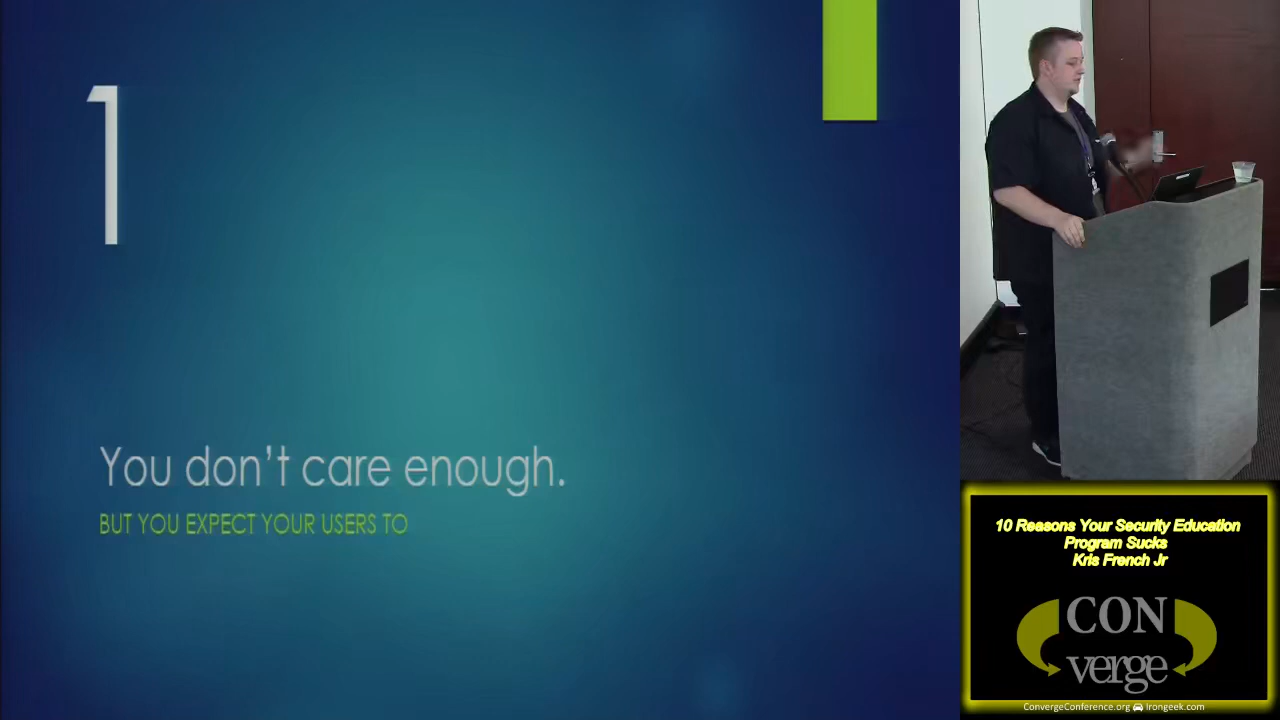 1
You don't care enough.
BUT YOU EXPECT YOUR USERS TO
10 Reasons Your Security Education
Program Sucks
Kris French Jr
CON
verge
ConvergeConference.org Irongeek.com